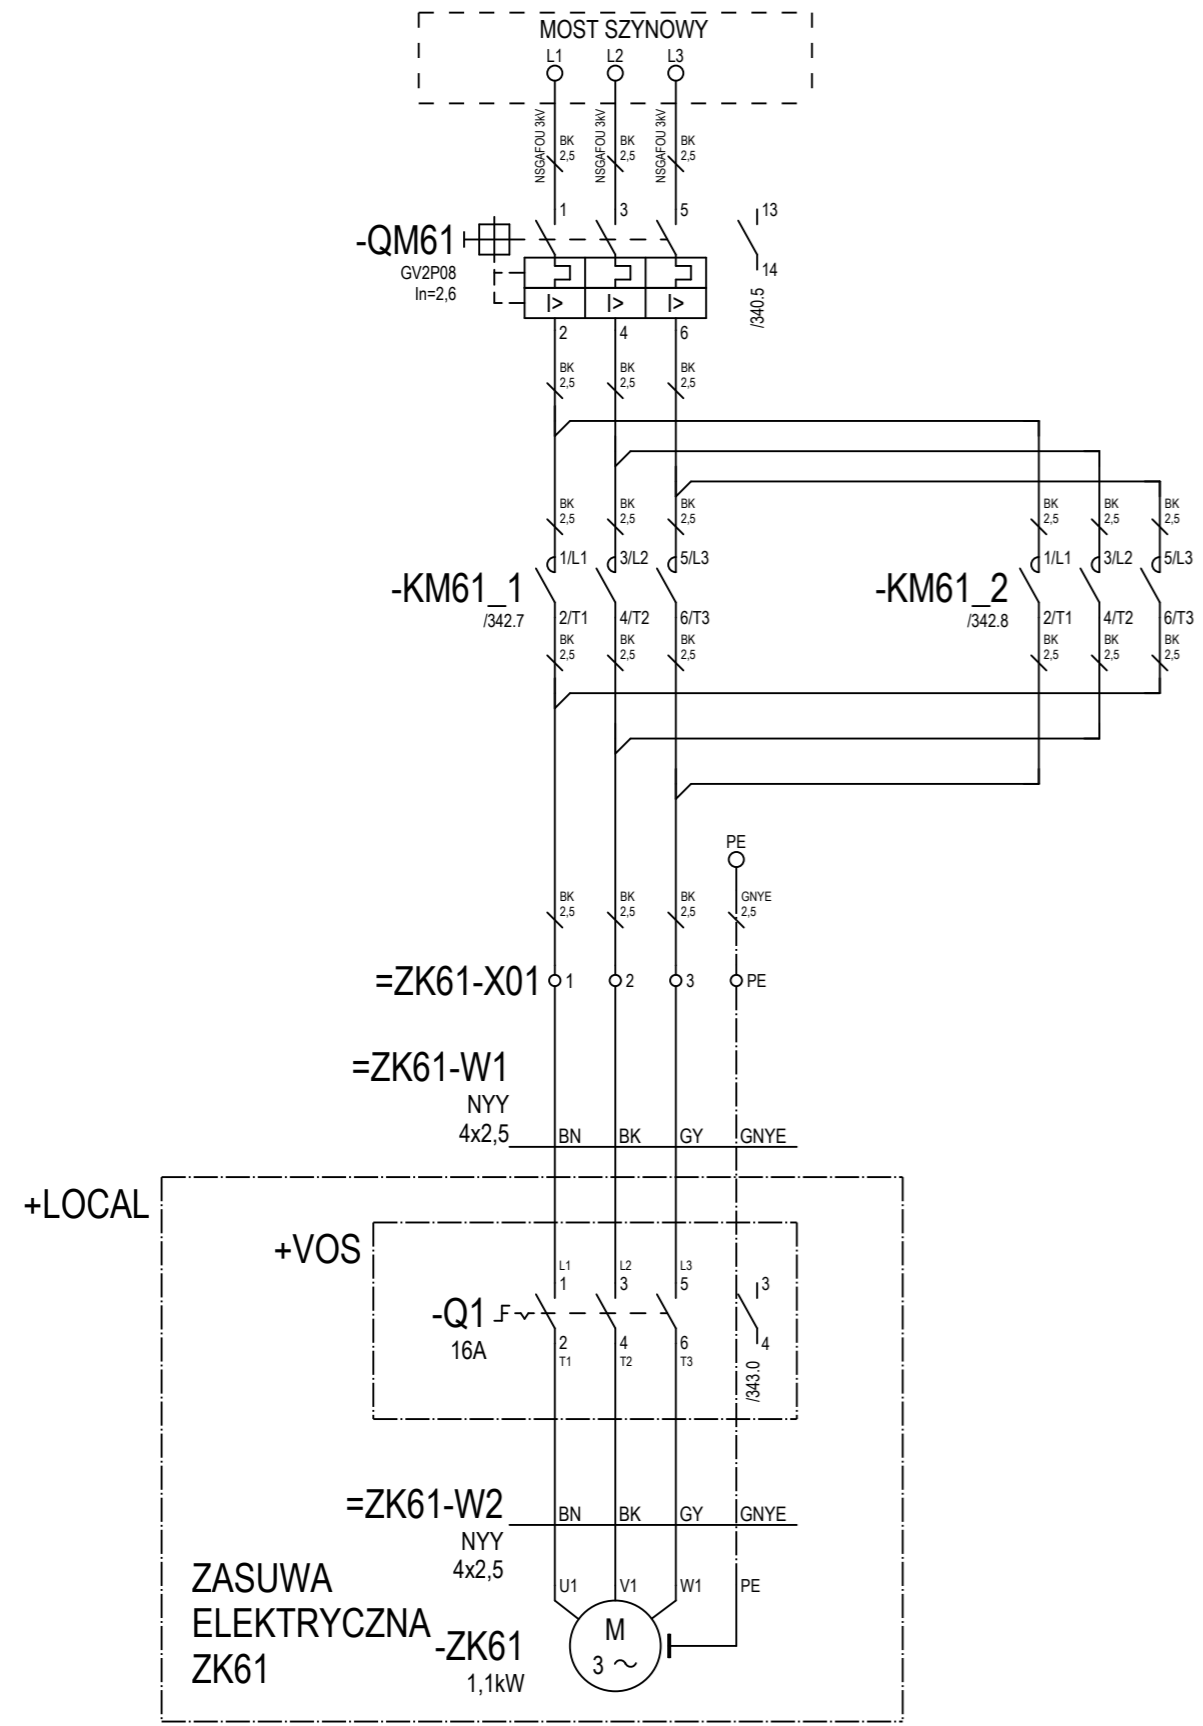 MOST SZYNOWY
L1 L2 L3
NSGAFOU 3kV BK 2,5 NSGAFOU 3kV BK 2,5 NSGAFOU 3kV BK 2,5
1 3 5 13
-QM61
GV2P08
In=2,6
14
/340.5
I> I> I>
2 4 6
BK BK BK
2,5 2,5 2,5
BK BK BK BK BK BK
2,5 2,5 2,5 2,5 2,5 2,5
1/L1 3/L2 5/L3 1/L1 3/L2 5/L3
-KM61_1 -KM61_2
/342.7 /342.8
2/T1 4/T2 6/T3 2/T1 4/T2 6/T3
BK BK BK BK BK BK
2,5 2,5 2,5 2,5 2,5 2,5
PE
BK BK BK GNYE
2,5 2,5 2,5 2,5
=ZK61-X01 1 2 3 PE
=ZK61-W1
NYY
4x2,5 BN BK GY GNYE
+LOCAL
+VOS
L1 L2 L3
1 3 5 3
-Q1
16A
2 4 6 4
T1 T2 T3
/343.0
=ZK61-W2 BN BK GY GNYE
NYY
4x2,5
U1 V1 W1 PE
ZASUWA
ELEKTRYCZNA
ZK61
-ZK61
1,1kW
M
3 ~